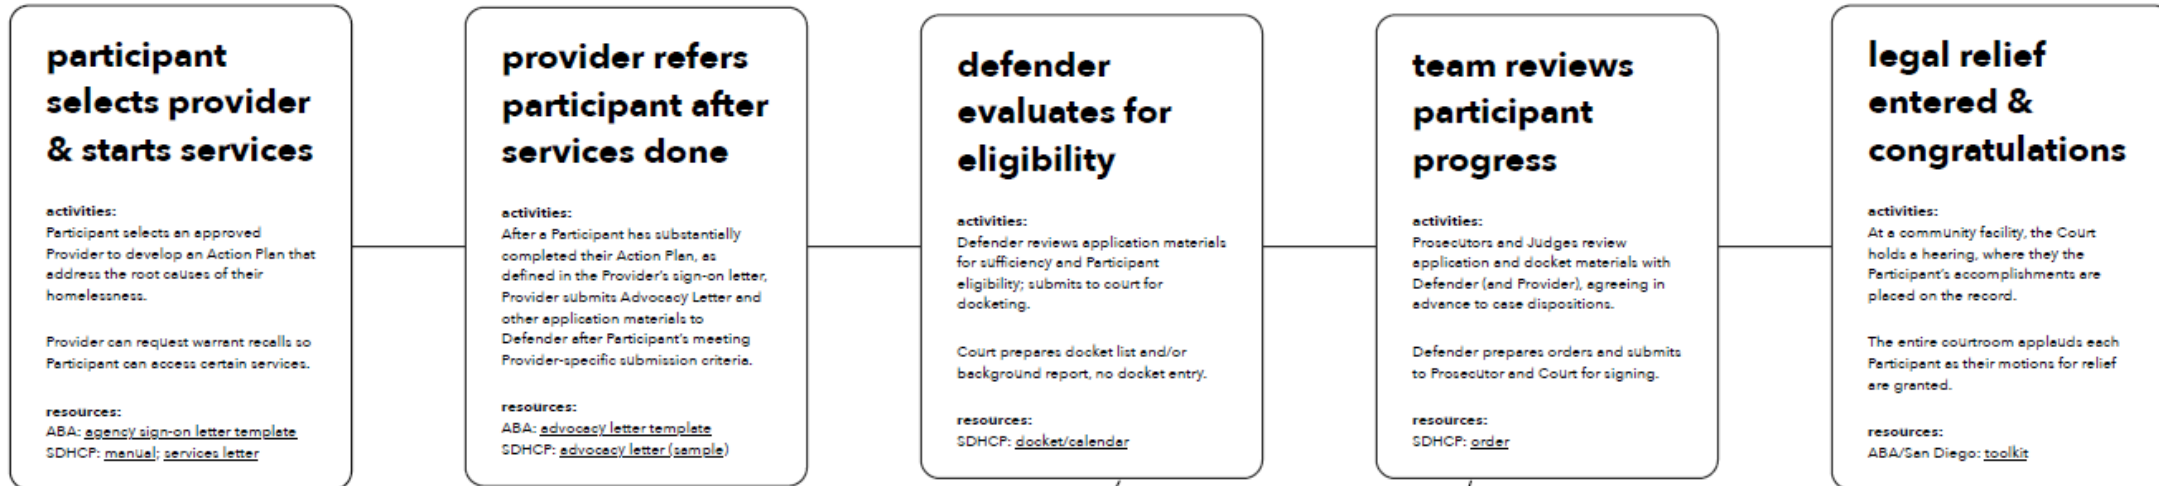 participant
selects provider
& starts services
activities:
Participant selects an approved
Provider to develop an Action Plan that
address the root causes of their
homelessness.
Provider can request warrant recalls so
Participant can access certain services.
resources:
ABA: agency sign-on letter template
SDHCP: manual; services letter
provider refers
participant after
services done
activities:
After a Participant has substantially
completed their Action Plan, as
defined in the Provider's sign-on letter,
Provider submits Advocacy Letter and
other application materials to
Defender after Participant's meeting
Provider-specific submission criteria.
resources:
ABA: advocacy letter template
SDHCP: advocacy letter (sample)
defender
evaluates for
eligibility
activities:
Defender reviews application materials
for sufficiency and Participant
eligibility; submits to court for
docketing.
Court prepares docket list and/or
background report, no docket entry.
resources:
SDHCP: docket/calendar
team reviews
participant
progress
activities:
Prosecutors and Judges review
application and docket materials with
Defender (and Provider), agreeing in
advance to case dispositions.
Defender prepares orders and submits
to Prosecutor and Court for signing.
resources:
SDHCP: order
legal relief
entered &
congratulations
activities:
At a community facility, the Court
holds a hearing, where they the
Participant's accomplishments are
placed on the record.
The entire courtroom applauds each
Participant as their motions for relief
are granted.
resources:
ABA/San Diego: toolkit